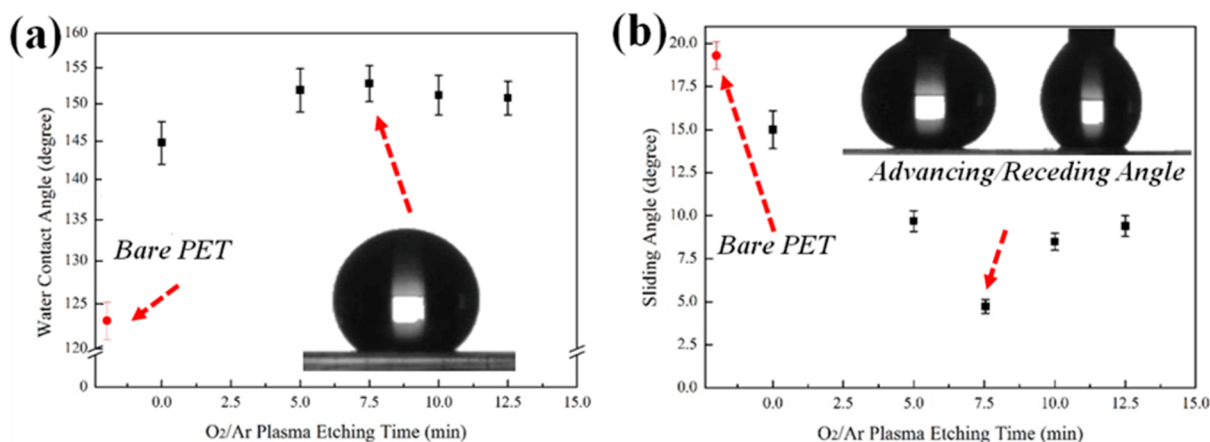 (a)
160
155
150
145
140
135
130
125
120
0
Water Contact Angle (degree)
Bare PET
0.0 2.5 5.0 7.5 10.0 12.5 15.0
O2/Ar Plasma Etching Time (min)
(b)
20.0
17.5
15.0
12.5
10.0
7.5
5.0
2.5
0.0
Sliding Angle (degree)
Advancing/Receding Angle
Bare PET
0.0 2.5 5.0 7.5 10.0 12.5 15.0
O2/Ar Plasma Etching Time (min)